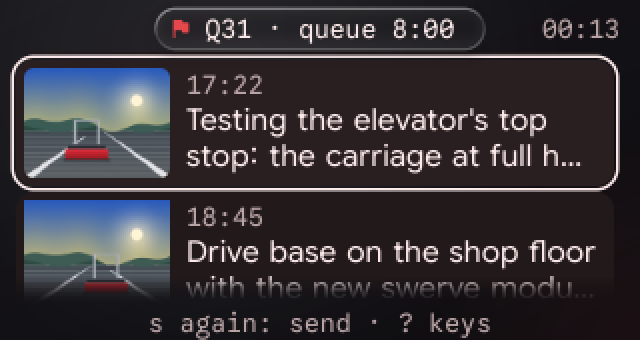 Q31 · queue 8:00
00:13
17:22
Testing the elevator's top
stop: the carriage at full h...
18:45
Drive base on the shop floor
with the new swerve modu...
s again: send · ? keys